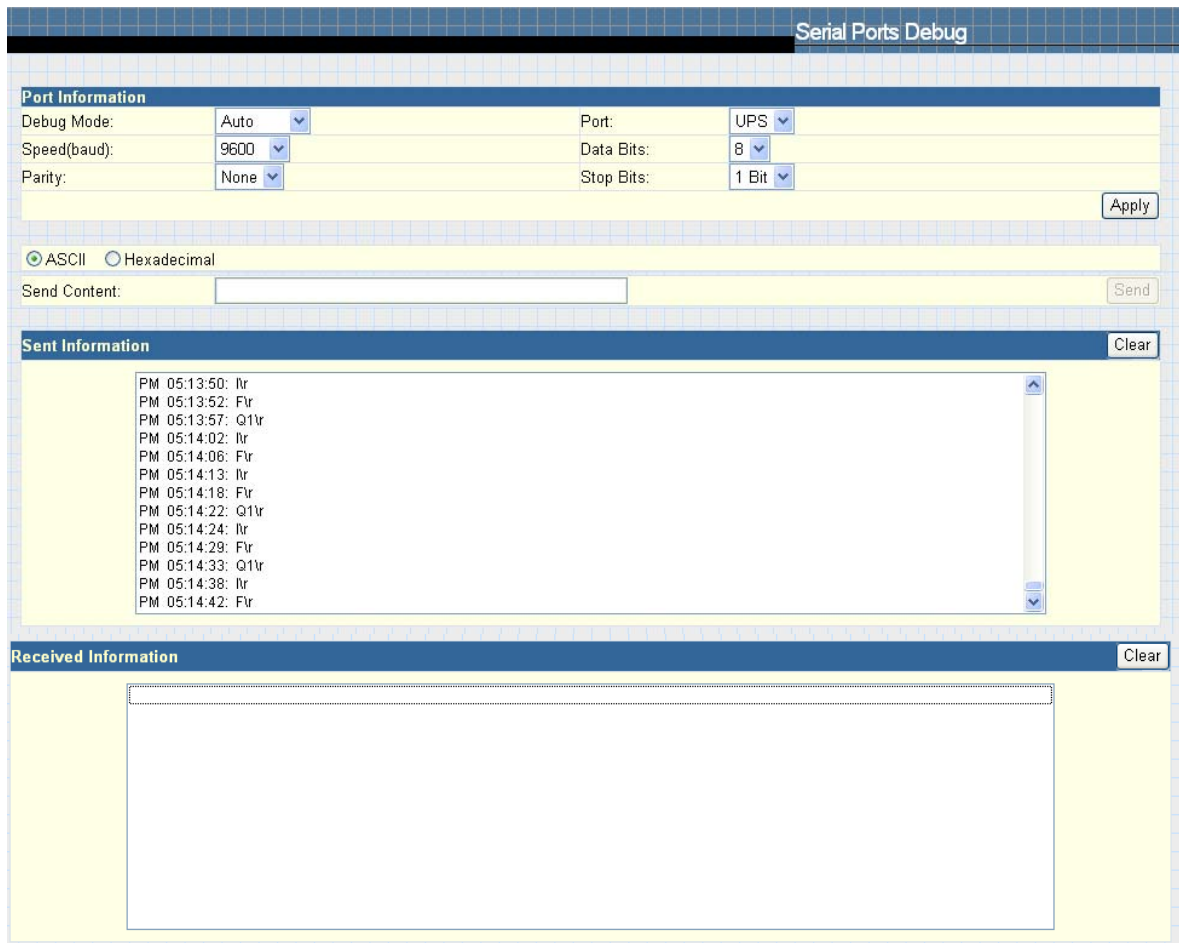 Serial Ports Debug
Port Information
Debug Mode: Auto Port: UPS
Speed(baud): 9600 Data Bits: 8
Parity: None Stop Bits: 1 Bit
Apply
ASCII Hexadecimal
Send Content: Send
Sent Information Clear
PM 05:13:50: I\r
PM 05:13:52: F\r
PM 05:13:57: Q1\r
PM 05:14:02: I\r
PM 05:14:06: F\r
PM 05:14:13: I\r
PM 05:14:18: F\r
PM 05:14:22: Q1\r
PM 05:14:24: I\r
PM 05:14:29: F\r
PM 05:14:33: Q1\r
PM 05:14:38: I\r
PM 05:14:42: F\r
Received Information Clear